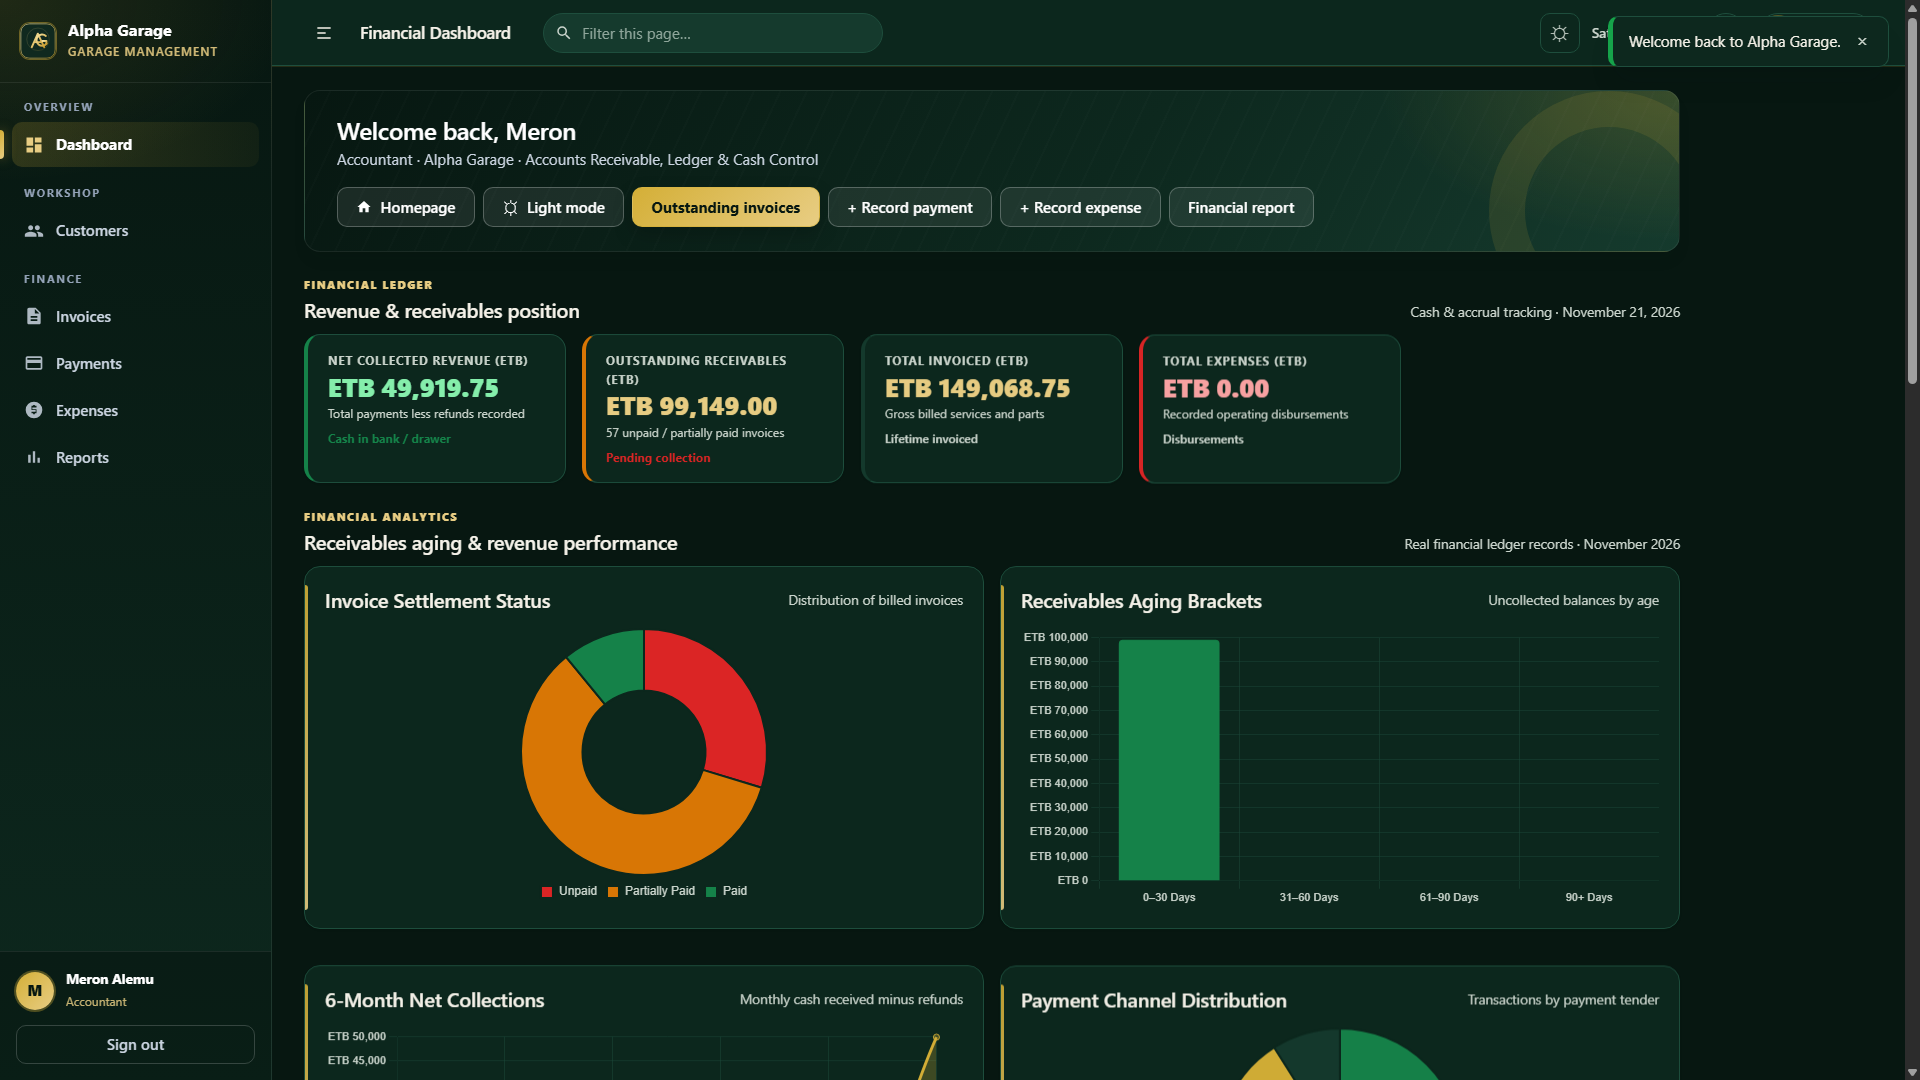 Alpha Garage
GARAGE MANAGEMENT
OVERVIEW
Dashboard
WORKSHOP
Customers
FINANCE
Invoices
Payments
Expenses
Reports
M
Meron Alemu
Accountant
Sign out
Financial Dashboard
Filter this page...
Welcome back to Alpha Garage. ×
Welcome back, Meron
Accountant · Alpha Garage · Accounts Receivable, Ledger & Cash Control
Homepage
Light mode
Outstanding invoices
+ Record payment
+ Record expense
Financial report
FINANCIAL LEDGER
Revenue & receivables position
Cash & accrual tracking · November 21, 2026
NET COLLECTED REVENUE (ETB)
ETB 49,919.75
Total payments less refunds recorded
Cash in bank / drawer
OUTSTANDING RECEIVABLES
(ETB)
ETB 99,149.00
57 unpaid / partially paid invoices
Pending collection
TOTAL INVOICED (ETB)
ETB 149,068.75
Gross billed services and parts
Lifetime invoiced
TOTAL EXPENSES (ETB)
ETB 0.00
Recorded operating disbursements
Disbursements
FINANCIAL ANALYTICS
Receivables aging & revenue performance
Real financial ledger records · November 2026
Invoice Settlement Status
Distribution of billed invoices
Unpaid
Partially Paid
Paid
Receivables Aging Brackets
Uncollected balances by age
ETB 100,000
ETB 90,000
ETB 80,000
ETB 70,000
ETB 60,000
ETB 50,000
ETB 40,000
ETB 30,000
ETB 20,000
ETB 10,000
ETB 0
0–30 Days
31–60 Days
61–90 Days
90+ Days
6-Month Net Collections
Monthly cash received minus refunds
ETB 50,000
ETB 45,000
Payment Channel Distribution
Transactions by payment tender